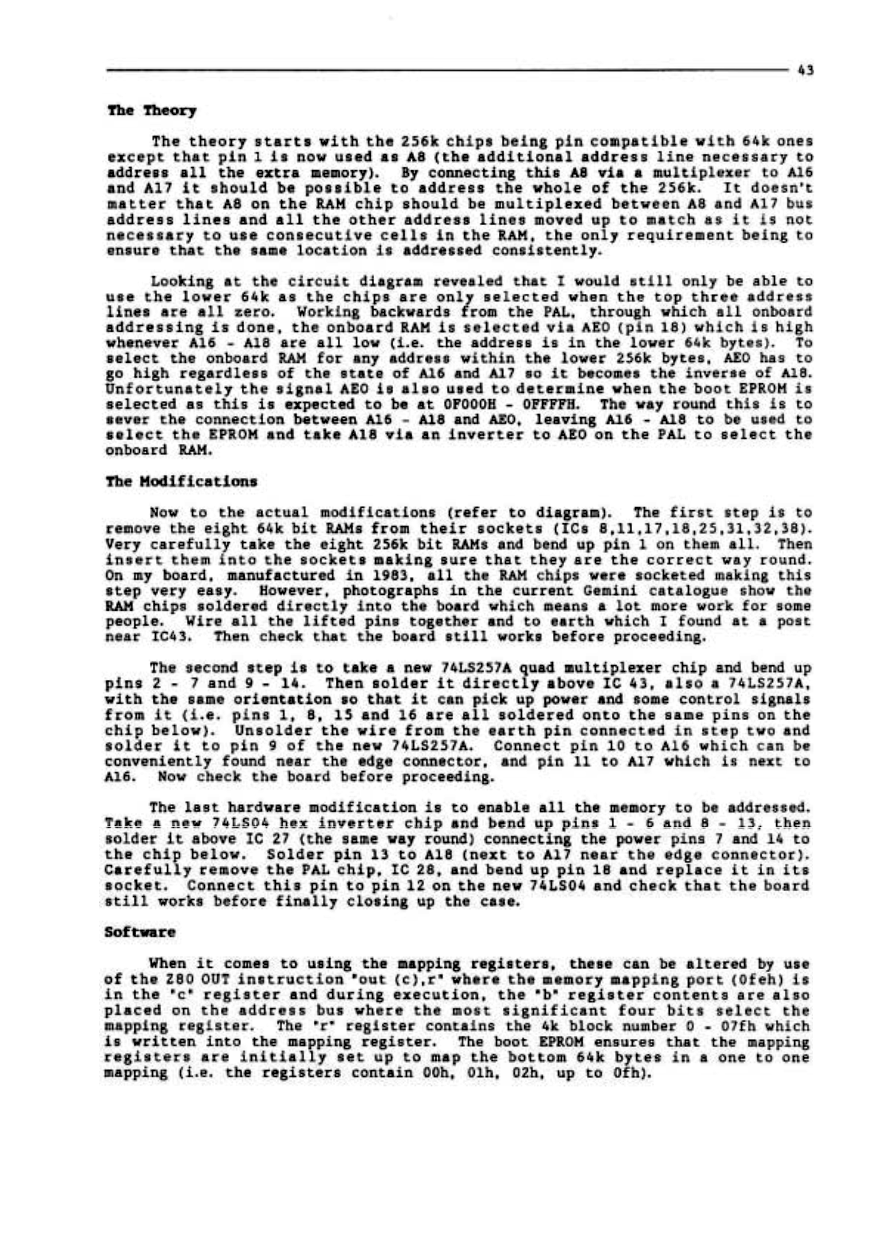 43
The Theory
The theory starts with the 256k chips being pin compatible with 64k ones
except that pin 1 is now used as A8 (the additional address line necessary to
address all the extra memory). By connecting this A8 via a multiplexer to A16
and A17 it should be possible to address the whole of the 256k. It doesn't
matter that A8 on the RAM chip should be multiplexed between A8 and A17 bus
address lines and all the other address lines moved up to match as it is not
necessary to use consecutive cells in the RAM, the only requirement being to
ensure that the same location is addressed consistently.
Looking at the circuit diagram revealed that I would still only be able to
use the lower 64k as the chips are only selected when the top three address
lines are all zero. Working backwards from the PAL, through which all onboard
addressing is done, the onboard RAM is selected via AEO (pin 18) which is high
whenever A16 - A18 are all low (i.e. the address is in the lower 64k bytes). To
select the onboard RAM for any address within the lower 256k bytes, AEO has to
go high regardless of the state of A16 and A17 so it becomes the inverse of A18.
Unfortunately the signal AEO is also used to determine when the boot EPROM is
selected as this is expected to be at 0F000H - 0FFFFH. The way round this is to
sever the connection between A16 - A18 and AEO, leaving A16 - A18 to be used to
select the EPROM and take A18 via an inverter to AEO on the PAL to select the
onboard RAM.
The Modifications
Now to the actual modifications (refer to diagram). The first step is to
remove the eight 64k bit RAMs from their sockets (ICs 8,11,17,18,25,31,32,38).
Very carefully take the eight 256k bit RAMs and bend up pin 1 on them all. Then
insert them into the sockets making sure that they are the correct way round.
On my board, manufactured in 1983, all the RAM chips were socketed making this
step very easy. However, photographs in the current Gemini catalogue show the
RAM chips soldered directly into the board which means a lot more work for some
people. Wire all the lifted pins together and to earth which I found at a post
near IC43. Then check that the board still works before proceeding.
The second step is to take a new 74LS257A quad multiplexer chip and bend up
pins 2 - 7 and 9 - 14. Then solder it directly above IC 43, also a 74LS257A,
with the same orientation so that it can pick up power and some control signals
from it (i.e. pins 1, 8, 15 and 16 are all soldered onto the same pins on the
chip below). Unsolder the wire from the earth pin connected in step two and
solder it to pin 9 of the new 74LS257A. Connect pin 10 to A16 which can be
conveniently found near the edge connector, and pin 11 to A17 which is next to
A16. Now check the board before proceeding.
The last hardware modification is to enable all the memory to be addressed.
Take a new 74LS04 hex inverter chip and bend up pins 1 - 6 and 8 - 13, then
solder it above IC 27 (the same way round) connecting the power pins 7 and 14 to
the chip below. Solder pin 13 to A18 (next to A17 near the edge connector).
Carefully remove the PAL chip, IC 28, and bend up pin 18 and replace it in its
socket. Connect this pin to pin 12 on the new 74LS04 and check that the board
still works before finally closing up the case.
Software
When it comes to using the mapping registers, these can be altered by use
of the Z80 OUT instruction "out (c),r" where the memory mapping port (0feh) is
in the "c" register and during execution, the "b" register contents are also
placed on the address bus where the most significant four bits select the
mapping register. The "r" register contains the 4k block number 0 - 07fh which
is written into the mapping register. The boot EPROM ensures that the mapping
registers are initially set up to map the bottom 64k bytes in a one to one
mapping (i.e. the registers contain 00h, 01h, 02h, up to 0fh).